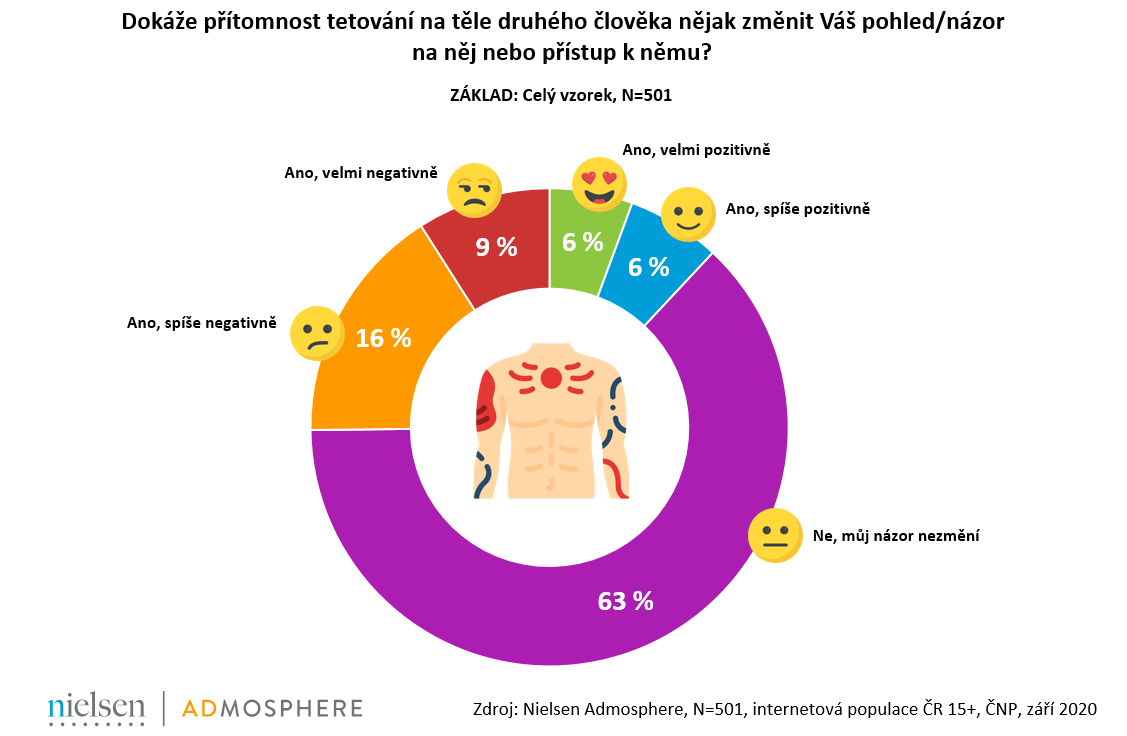 Dokáže přítomnost tetování na těle druhého člověka nějak změnit Váš pohled/názor
na něj nebo přístup k němu?
ZÁKLAD: Celý vzorek, N=501
Ano, velmi pozitivně
Ano, velmi negativně
Ano, spíše pozitivně
9 %
6 %
6 %
Ano, spíše negativně
16 %
Ne, můj názor nezmění
63 %
nielsen
ADMOSPHERE
Zdroj: Nielsen Admosphere, N=501, internetová populace ČR 15+, ČNP, září 2020